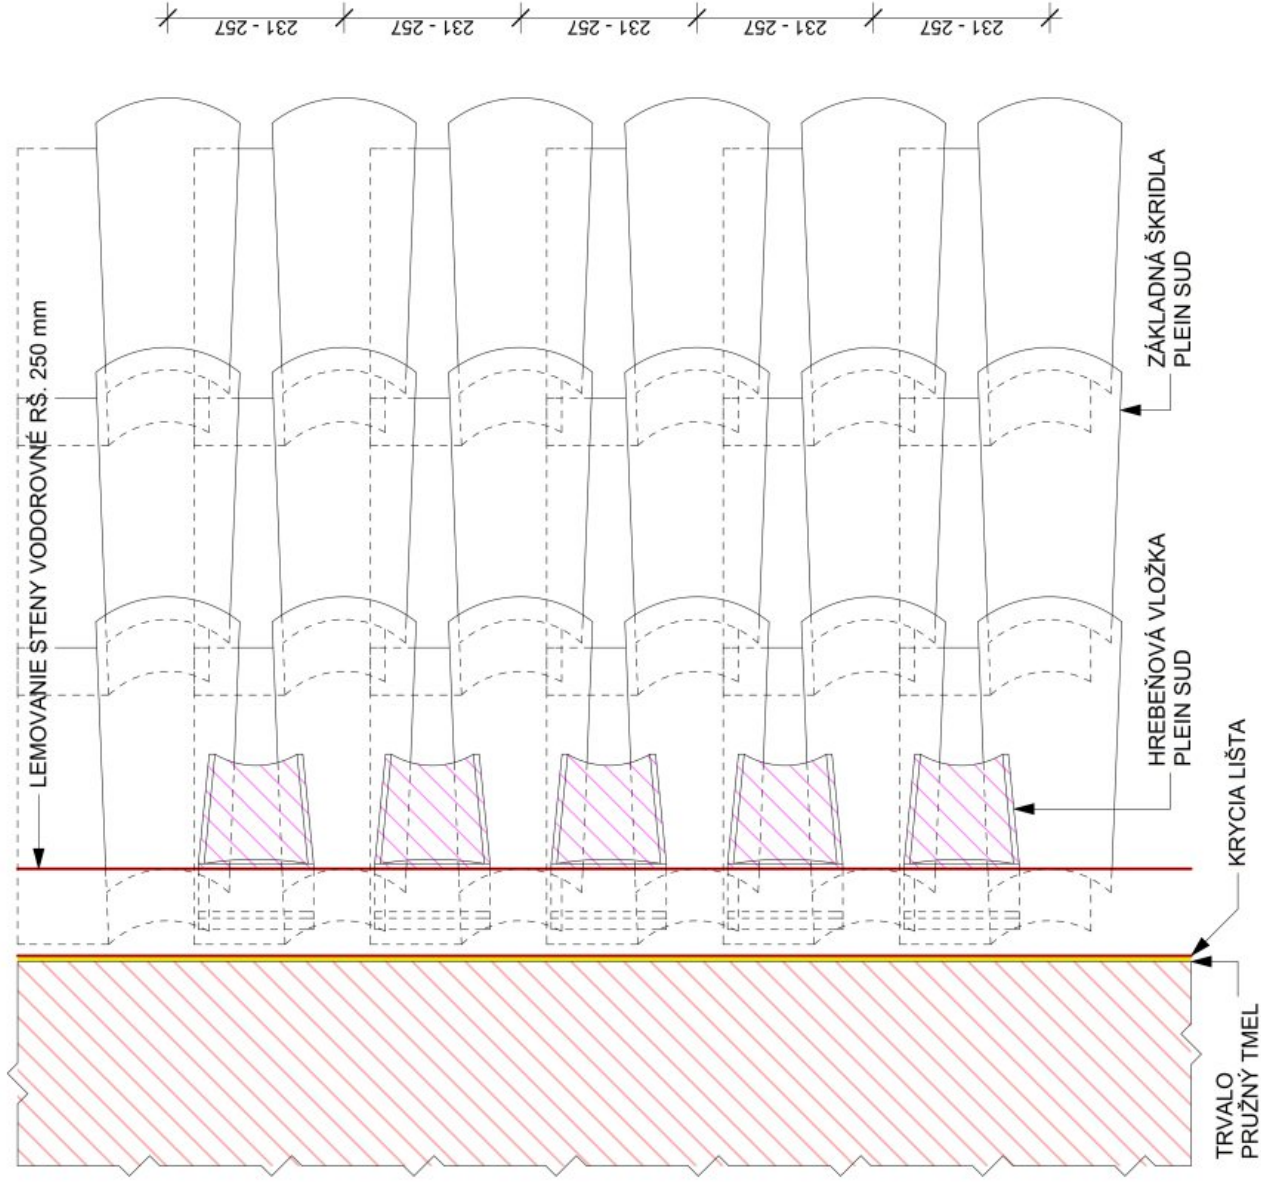 231 - 257
231 - 257
231 - 257
231 - 257
231 - 257
LEMOVANIE STENY VODOROVNÉ RŠ. 250 mm
ZÁKLADNÁ ŠKRIDLA
PLEIN SUD
HREBEŇOVÁ VLOŽKA
PLEIN SUD
KRYCIA LIŠTA
TRVALO
PRUŽNÝ TMEL